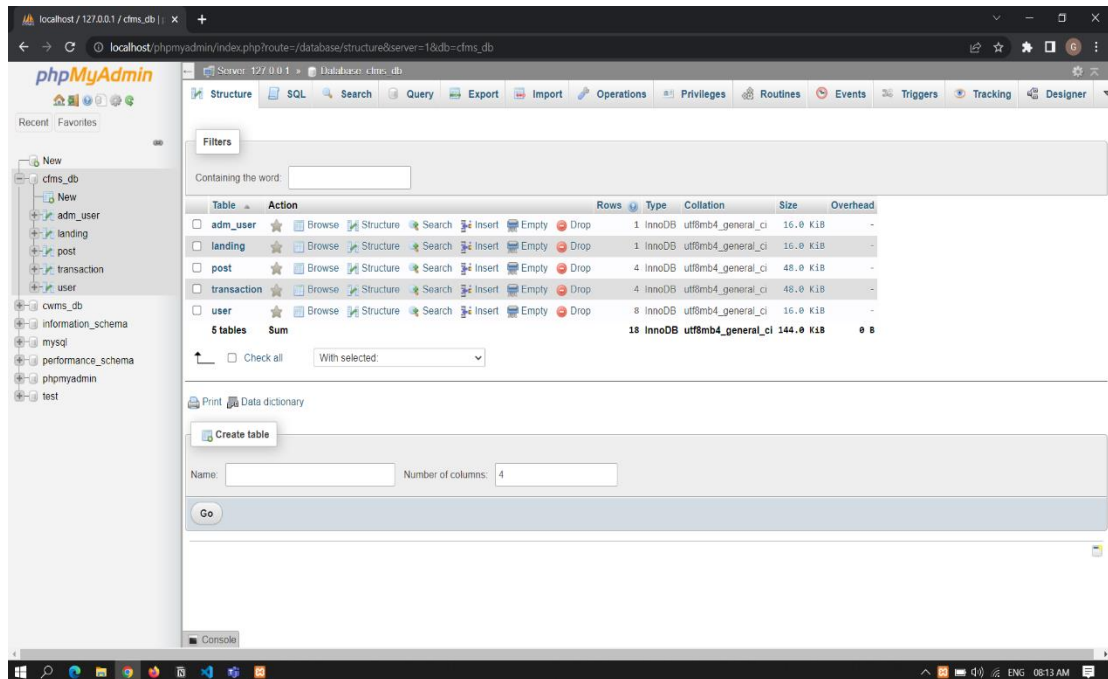 localhost / 127.0.0.1 / cfms_db |
localhost/phpmyadmin/index.php?route=/database/structure&server=1&db=cfms_db
G
phpMyAdmin
Recent Favorites
New
cfms_db
New
adm_user
landing
post
transaction
user
cwms_db
information_schema
mysql
performance_schema
phpmyadmin
test
Server: 127.0.0.1 » Database: cfms_db
Structure SQL Search Query Export Import Operations Privileges Routines Events Triggers Tracking Designer
Filters
Containing the word:
Table Action Rows Type Collation Size Overhead
adm_user Browse Structure Search Insert Empty Drop 1 InnoDB utf8mb4_general_ci 16.0 KiB -
landing Browse Structure Search Insert Empty Drop 1 InnoDB utf8mb4_general_ci 16.0 KiB -
post Browse Structure Search Insert Empty Drop 4 InnoDB utf8mb4_general_ci 48.0 KiB -
transaction Browse Structure Search Insert Empty Drop 4 InnoDB utf8mb4_general_ci 48.0 KiB -
user Browse Structure Search Insert Empty Drop 8 InnoDB utf8mb4_general_ci 16.0 KiB -
5 tables Sum 18 InnoDB utf8mb4_general_ci 144.0 KiB 0 B
Check all With selected:
Print Data dictionary
Create table
Name: Number of columns: 4
Go
Console
ENG 08:13 AM